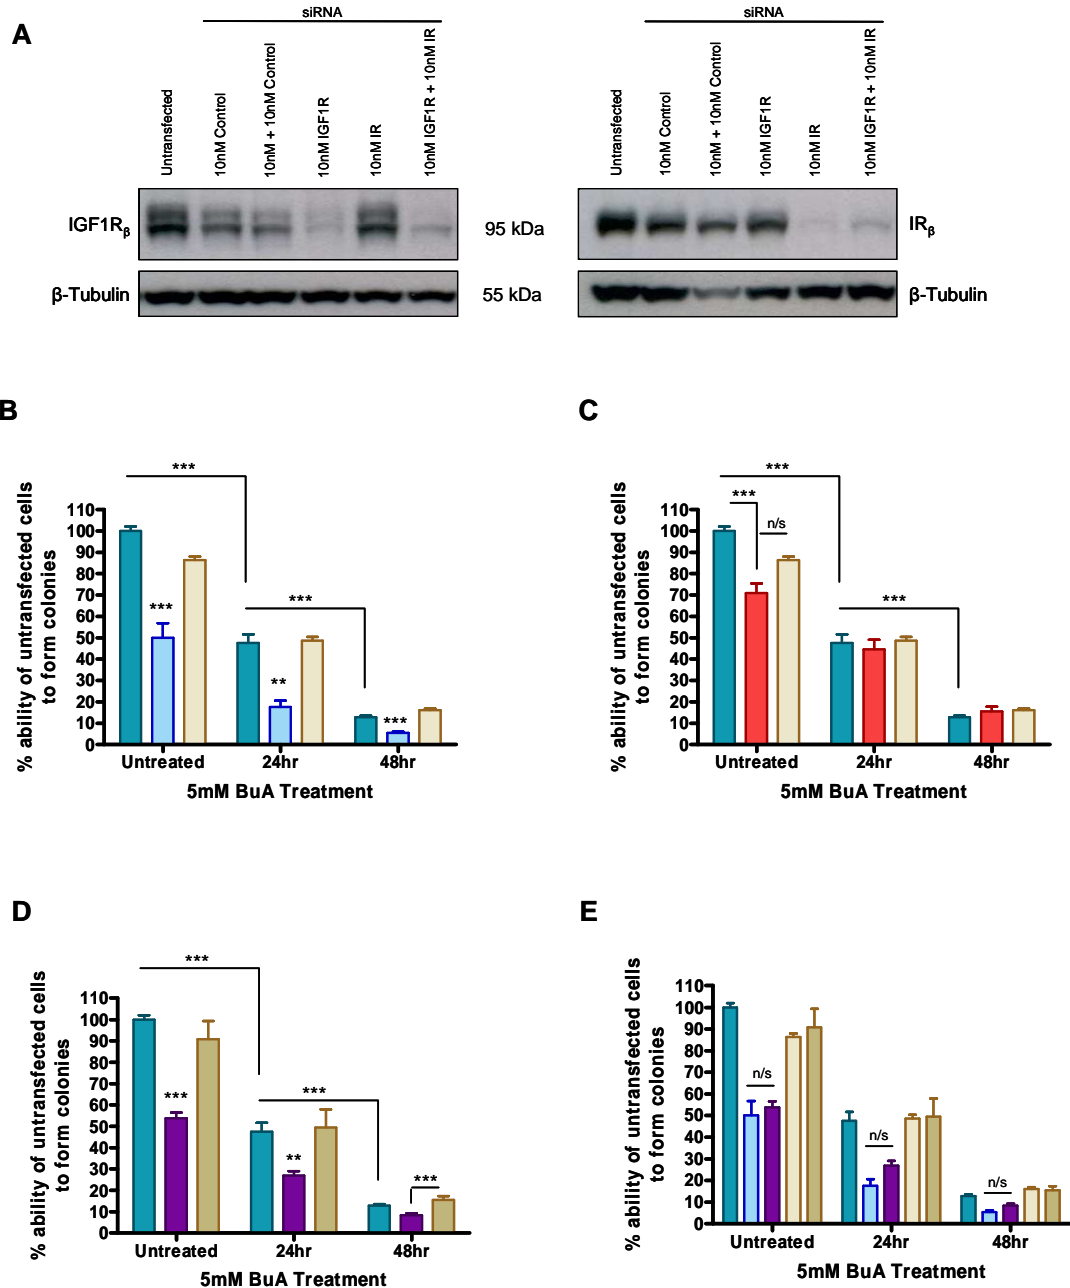 A
siRNA
Untransfected
10nM Control
10nM + 10nM Control
10nM IGF1R
10nM IR
10nM IGF1R + 10nM IR
IGF1Rβ
95 kDa
β-Tubulin
55 kDa
siRNA
Untransfected
10nM Control
10nM + 10nM Control
10nM IGF1R
10nM IR
10nM IGF1R + 10nM IR
IRβ
β-Tubulin
B
% ability of untransfected cells
to form colonies
110
100
90
80
70
60
50
40
30
20
10
0
***
***
***
**
***
Untreated 24hr 48hr
5mM BuA Treatment
C
% ability of untransfected cells
to form colonies
110
100
90
80
70
60
50
40
30
20
10
0
***
***
n/s
***
Untreated 24hr 48hr
5mM BuA Treatment
D
% ability of untransfected cells
to form colonies
110
100
90
80
70
60
50
40
30
20
10
0
***
***
***
**
***
Untreated 24hr 48hr
5mM BuA Treatment
E
% ability of untransfected cells
to form colonies
110
100
90
80
70
60
50
40
30
20
10
0
n/s
n/s
n/s
Untreated 24hr 48hr
5mM BuA Treatment